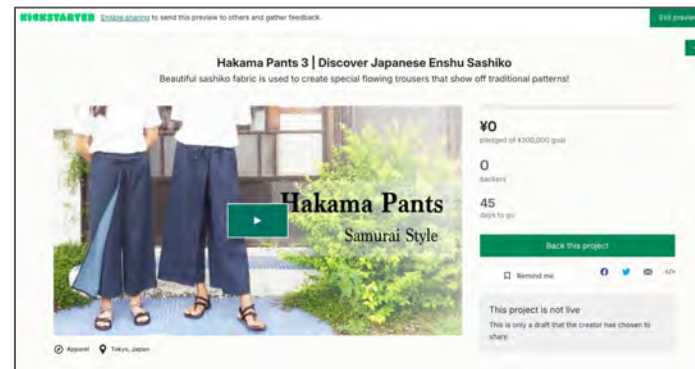 KICKSTARTER Enable sharing to send this preview to others and gather feedback.
Exit preview
Hakama Pants 3 | Discover Japanese Enshu Sashiko
Beautiful sashiko fabric is used to create special flowing trousers that show off traditional patterns!
Hakama Pants
Samurai Style
¥0
pledged of ¥300,000 goal
0
backers
45
days to go
Back this project
Remind me
This project is not live
This is only a draft that the creator has chosen to
share
Apparel Tokyo, Japan